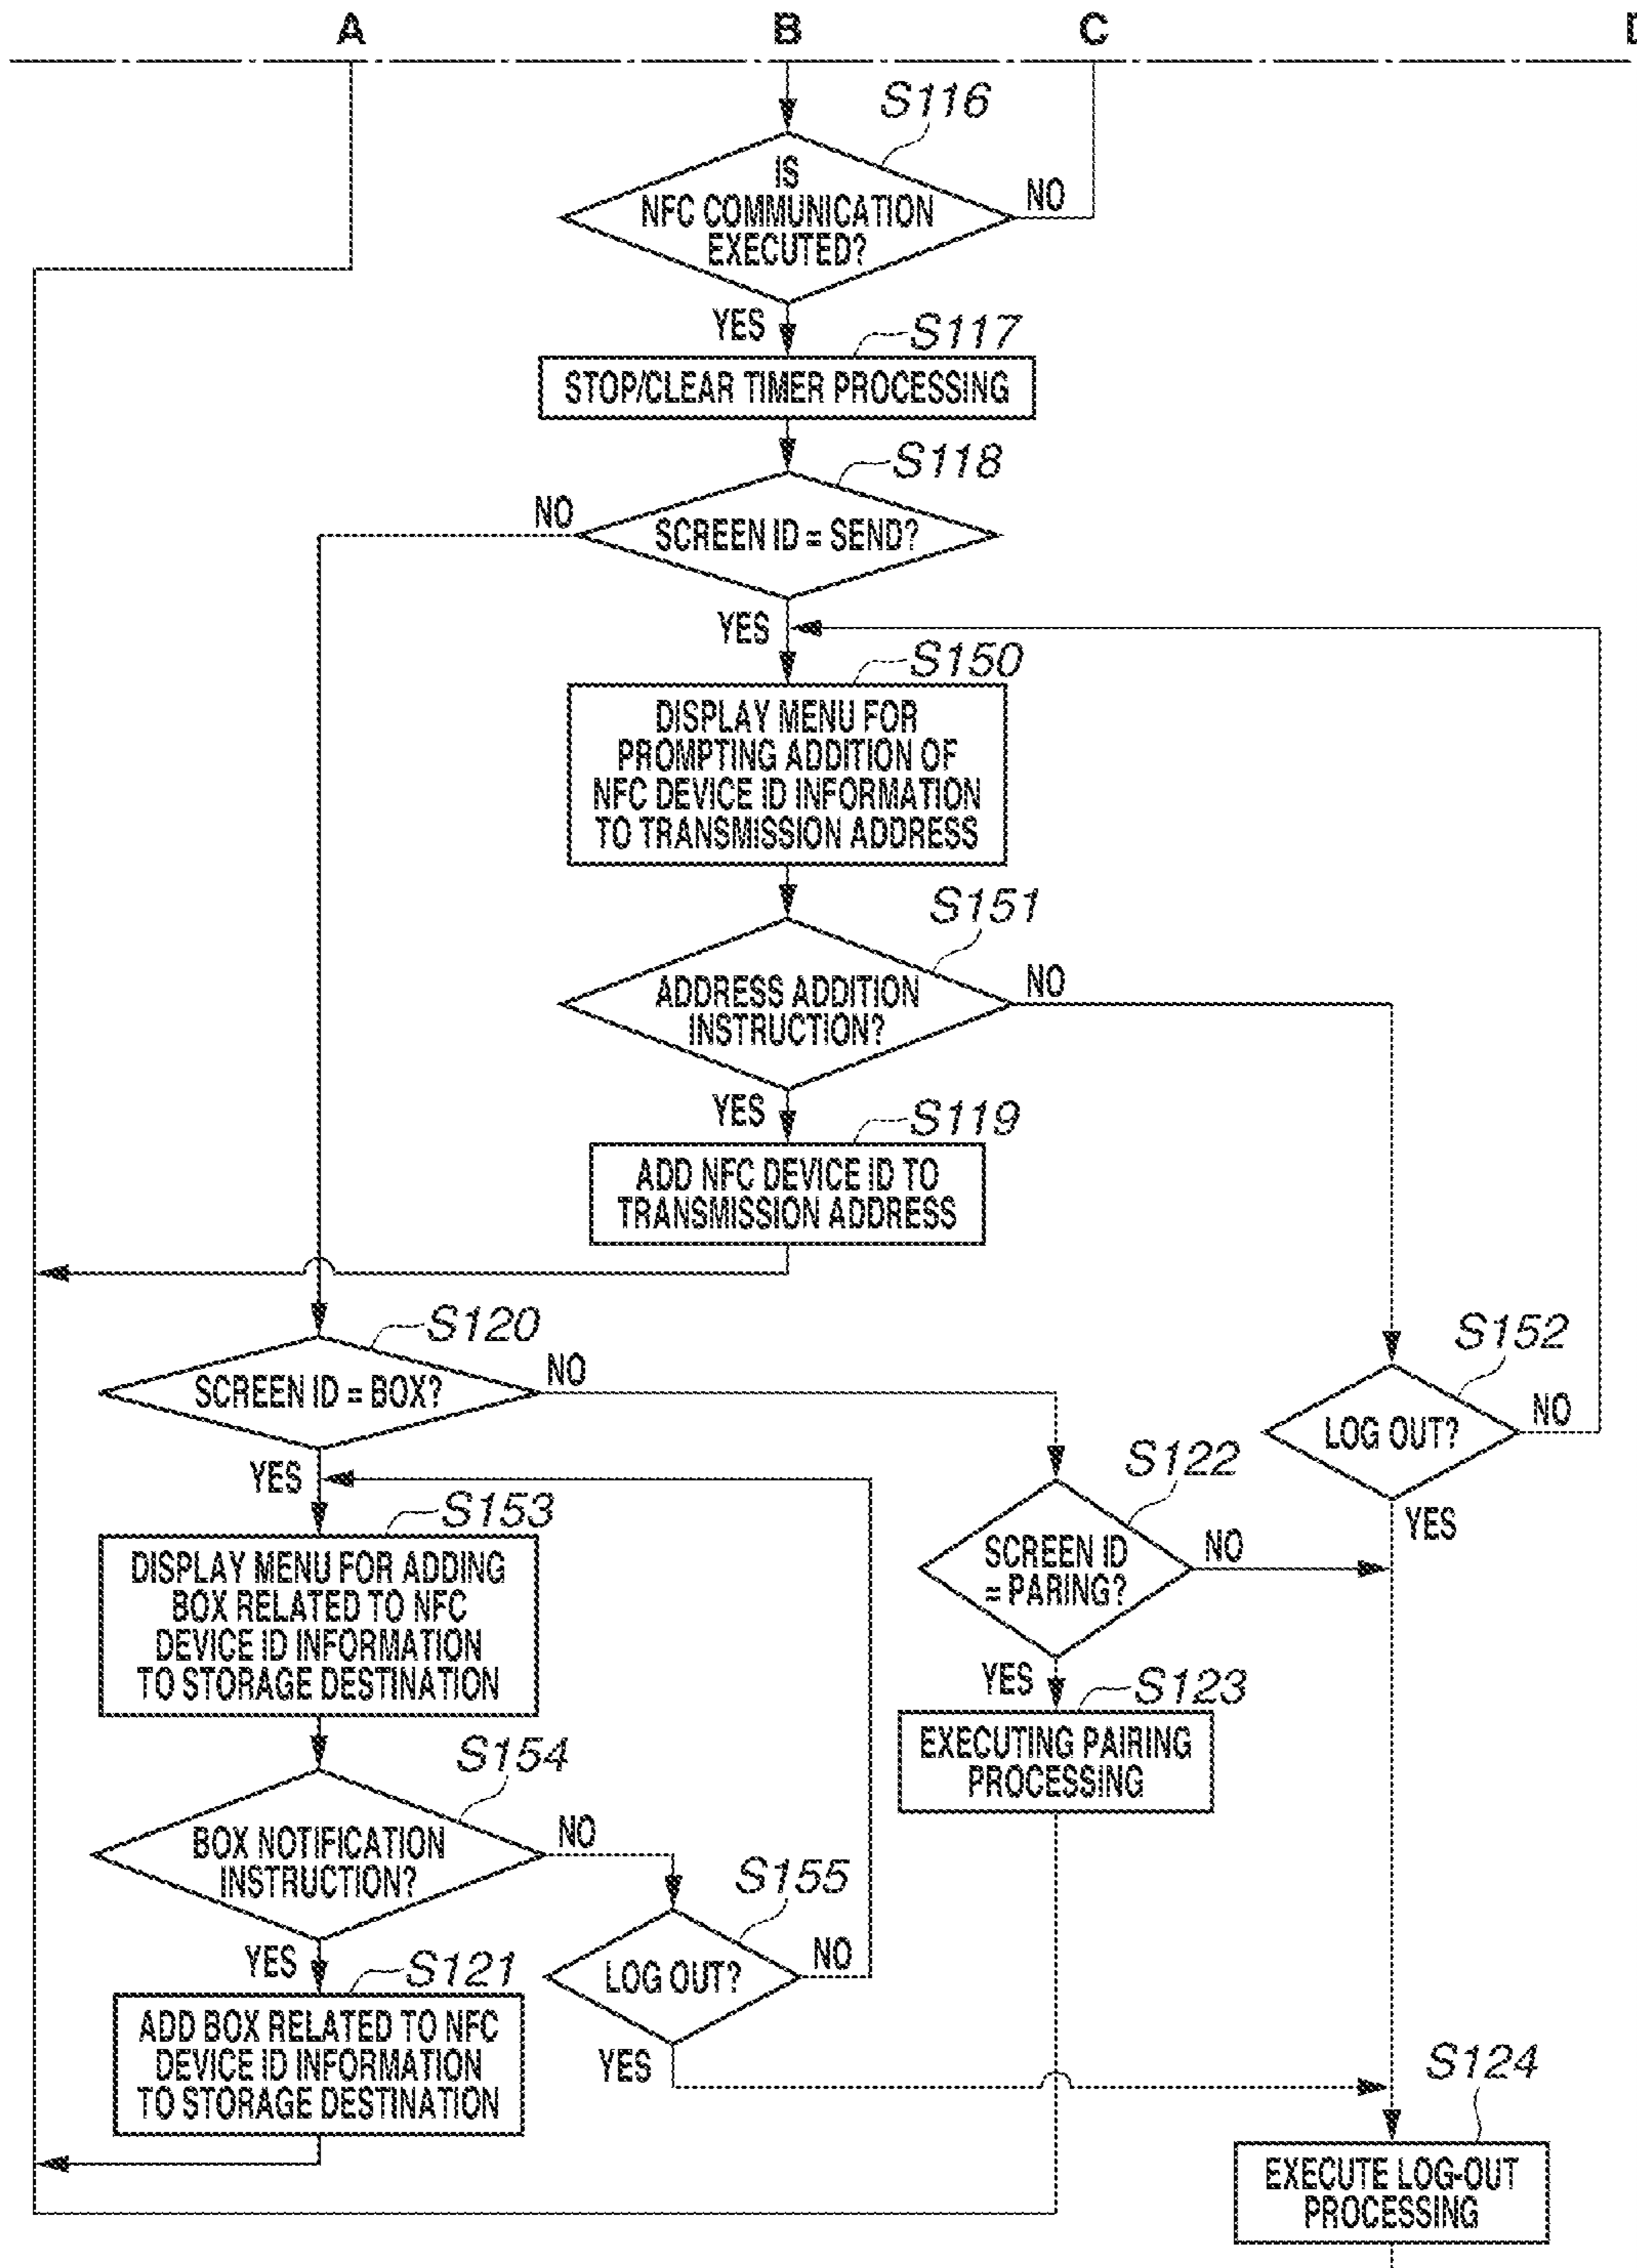 A
B
C
S116
IS
NFC COMMUNICATION
EXECUTED?
NO
YES
S117
STOP/CLEAR TIMER PROCESSING
S118
NO
SCREEN ID = SEND?
YES
S150
DISPLAY MENU FOR
PROMPTING ADDITION OF
NFC DEVICE ID INFORMATION
TO TRANSMISSION ADDRESS
S151
ADDRESS ADDITION
INSTRUCTION?
NO
YES
S119
ADD NFC DEVICE ID TO
TRANSMISSION ADDRESS
S120
SCREEN ID = BOX?
NO
YES
S152
LOG OUT?
NO
YES
S122
SCREEN ID
= PARING?
NO
YES
S153
DISPLAY MENU FOR ADDING
BOX RELATED TO NFC
DEVICE ID INFORMATION
TO STORAGE DESTINATION
S123
EXECUTING PAIRING
PROCESSING
S154
BOX NOTIFICATION
INSTRUCTION?
NO
YES
S155
LOG OUT?
NO
YES
S121
ADD BOX RELATED TO NFC
DEVICE ID INFORMATION
TO STORAGE DESTINATION
S124
EXECUTE LOG-OUT
PROCESSING